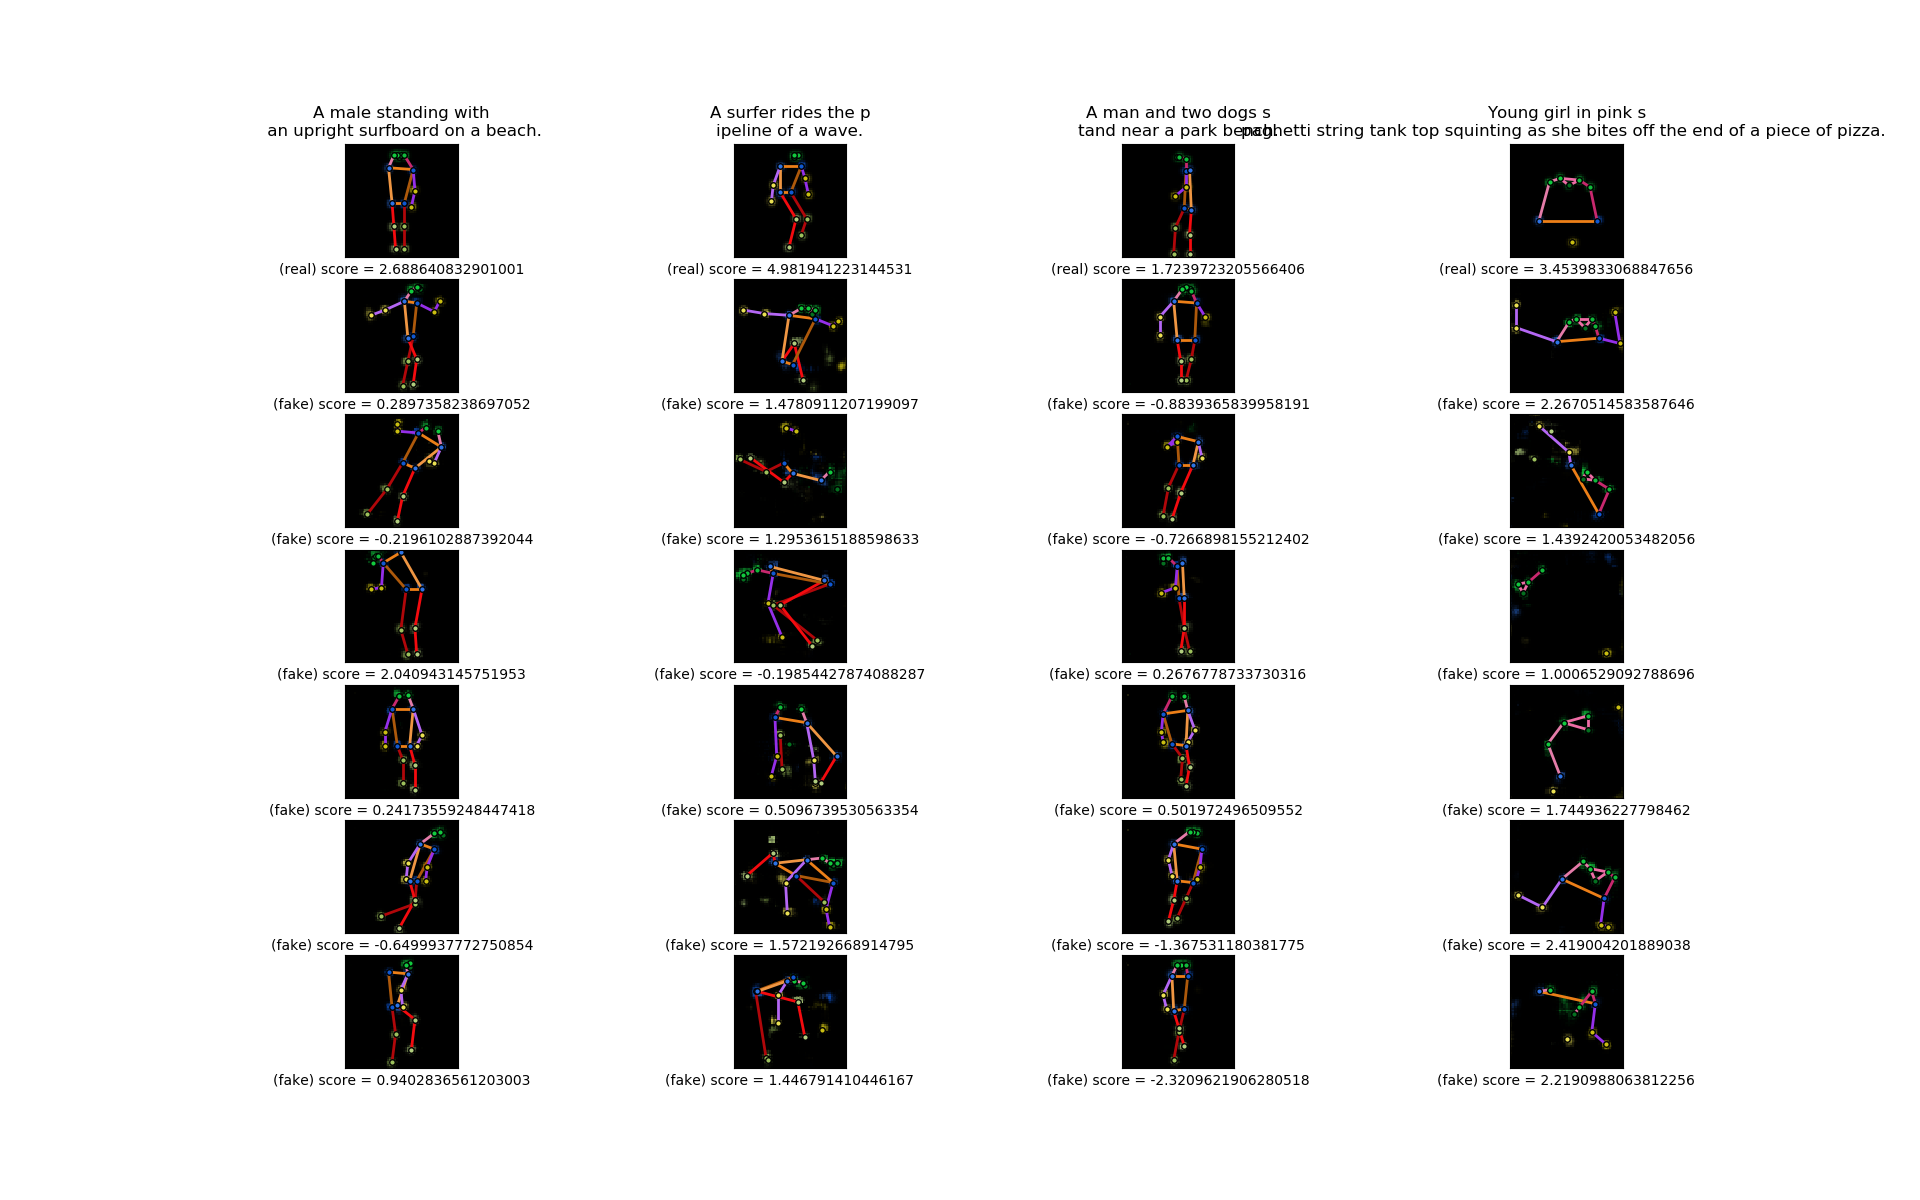 A male standing with
an upright surfboard on a beach.
A surfer rides the p
ipeline of a wave.
A man and two dogs s
tand near a park bench.
Young girl in pink s
paghetti string tank top squinting as she bites off the end of a piece of pizza.
(real) score = 2.688640832901001
(real) score = 4.981941223144531
(real) score = 1.7239723205566406
(real) score = 3.4539833068847656
(fake) score = 0.2897358238697052
(fake) score = 1.4780911207199097
(fake) score = -0.8839365839958191
(fake) score = 2.2670514583587646
(fake) score = -0.2196102887392044
(fake) score = 1.2953615188598633
(fake) score = -0.7266898155212402
(fake) score = 1.4392420053482056
(fake) score = 2.040943145751953
(fake) score = -0.19854427874088287
(fake) score = 0.2676778733730316
(fake) score = 1.0006529092788696
(fake) score = 0.24173559248447418
(fake) score = 0.5096739530563354
(fake) score = 0.501972496509552
(fake) score = 1.744936227798462
(fake) score = -0.6499937772750854
(fake) score = 1.572192668914795
(fake) score = -1.367531180381775
(fake) score = 2.419004201889038
(fake) score = 0.9402836561203003
(fake) score = 1.446791410446167
(fake) score = -2.3209621906280518
(fake) score = 2.2190988063812256